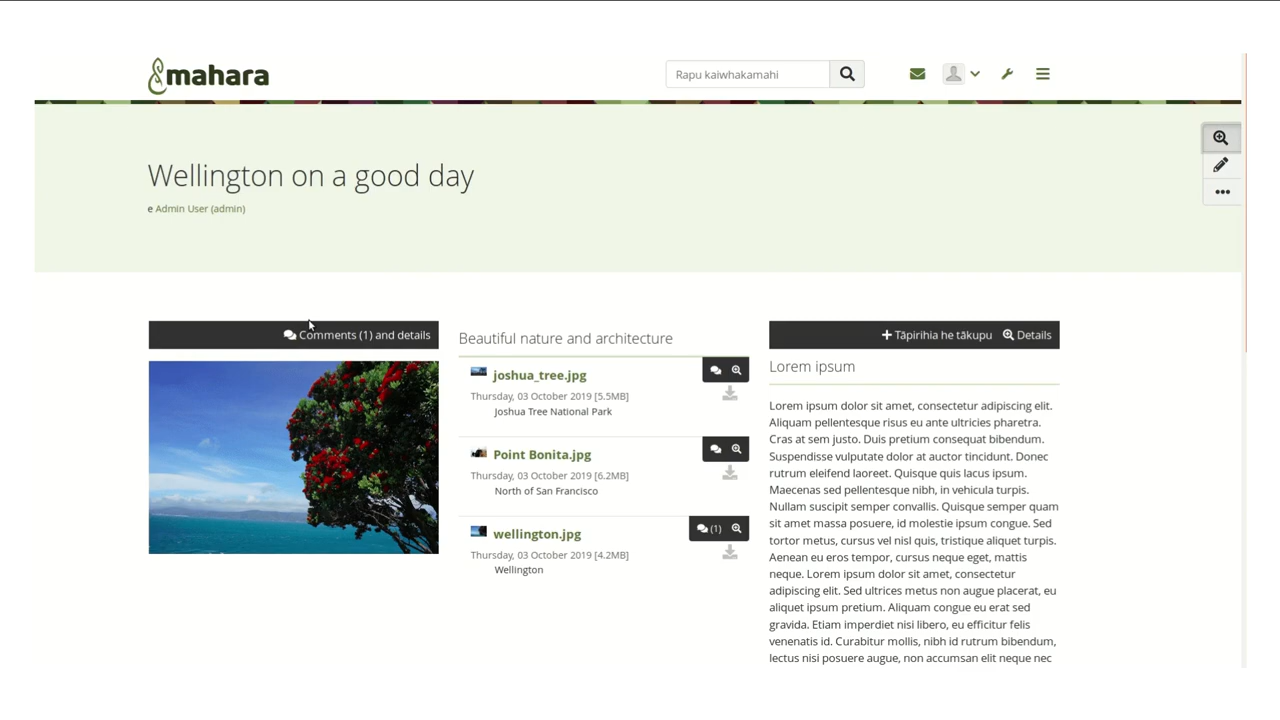 mahara
Rapu kaiwhakamahi
Wellington on a good day
e Admin User (admin)
Comments (1) and details
Beautiful nature and architecture
joshua_tree.jpg
Thursday, 03 October 2019 [5.5MB]
Joshua Tree National Park
Point Bonita.jpg
Thursday, 03 October 2019 [6.2MB]
North of San Francisco
wellington.jpg
(1)
Thursday, 03 October 2019 [4.2MB]
Wellington
Tāpirihia he tākupu Details
Lorem ipsum
Lorem ipsum dolor sit amet, consectetur adipiscing elit.
Aliquam pellentesque risus eu ante ultricies pharetra.
Cras at sem justo. Duis pretium consequat bibendum.
Suspendisse vulputate dolor at auctor tincidunt. Donec
rutrum eleifend laoreet. Quisque quis lacus ipsum.
Maecenas sed pellentesque nibh, in vehicula turpis.
Nullam suscipit semper convallis. Quisque semper quam
sit amet massa posuere, id molestie ipsum congue. Sed
tortor metus, cursus vel nisl quis, tristique aliquet turpis.
Aenean eu eros tempor, cursus neque eget, mattis
neque. Lorem ipsum dolor sit amet, consectetur
adipiscing elit. Sed ultrices metus non augue placerat, eu
aliquet ipsum pretium. Aliquam congue eu erat sed
gravida. Etiam imperdiet nisi libero, eu efficitur felis
venenatis id. Curabitur mollis, nibh id rutrum bibendum,
lectus nisi posuere augue, non accumsan elit neque nec